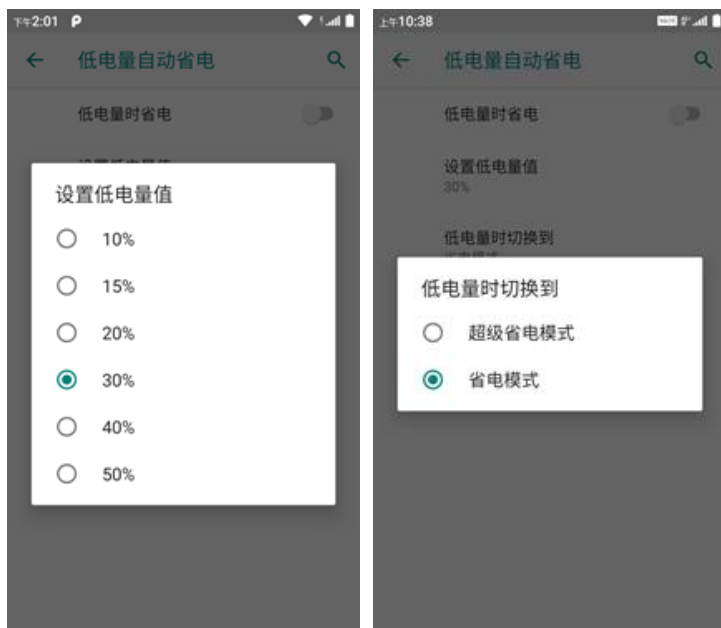 下午2:01
低电量自动省电
低电量时省电
设置低电量值
10%
15%
20%
30%
40%
50%
上午10:38
低电量自动省电
低电量时省电
设置低电量值
30%
低电量时切换到
低电量时切换到
超级省电模式
省电模式